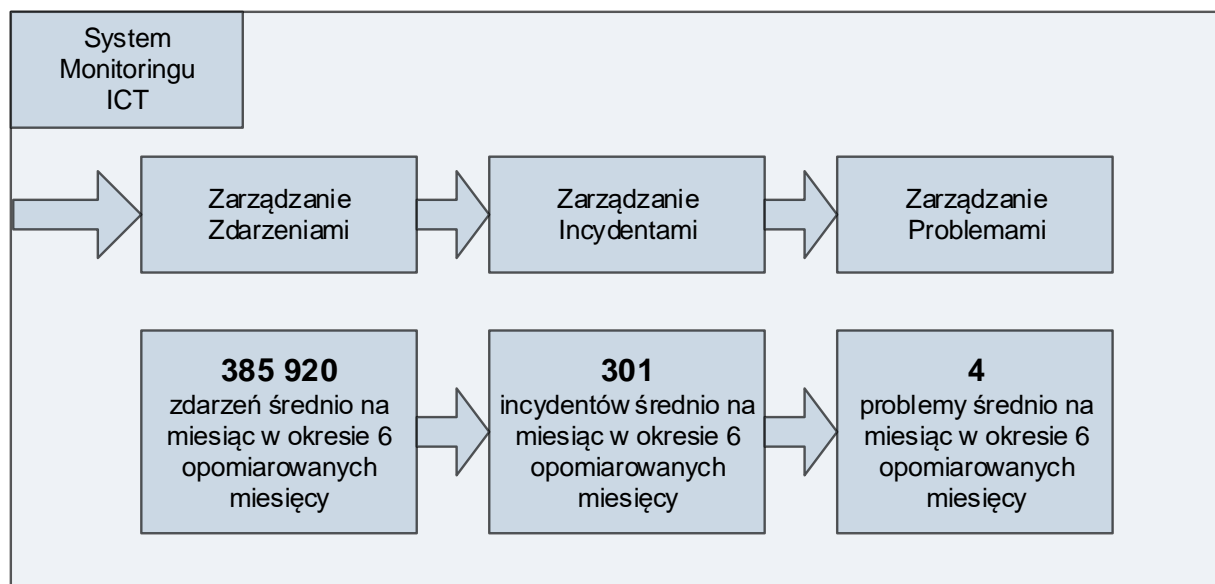 System
Monitoringu
ICT
Zarządzanie
Zdarzeniami
Zarządzanie
Incydentami
Zarządzanie
Problemami
385 920
zdarzeń średnio na
miesiąc w okresie 6
opomiarowanych
miesięcy
301
incydentów średnio na
miesiąc w okresie 6
opomiarowanych
miesięcy
4
problemy średnio na
miesiąc w okresie 6
opomiarowanych
miesięcy